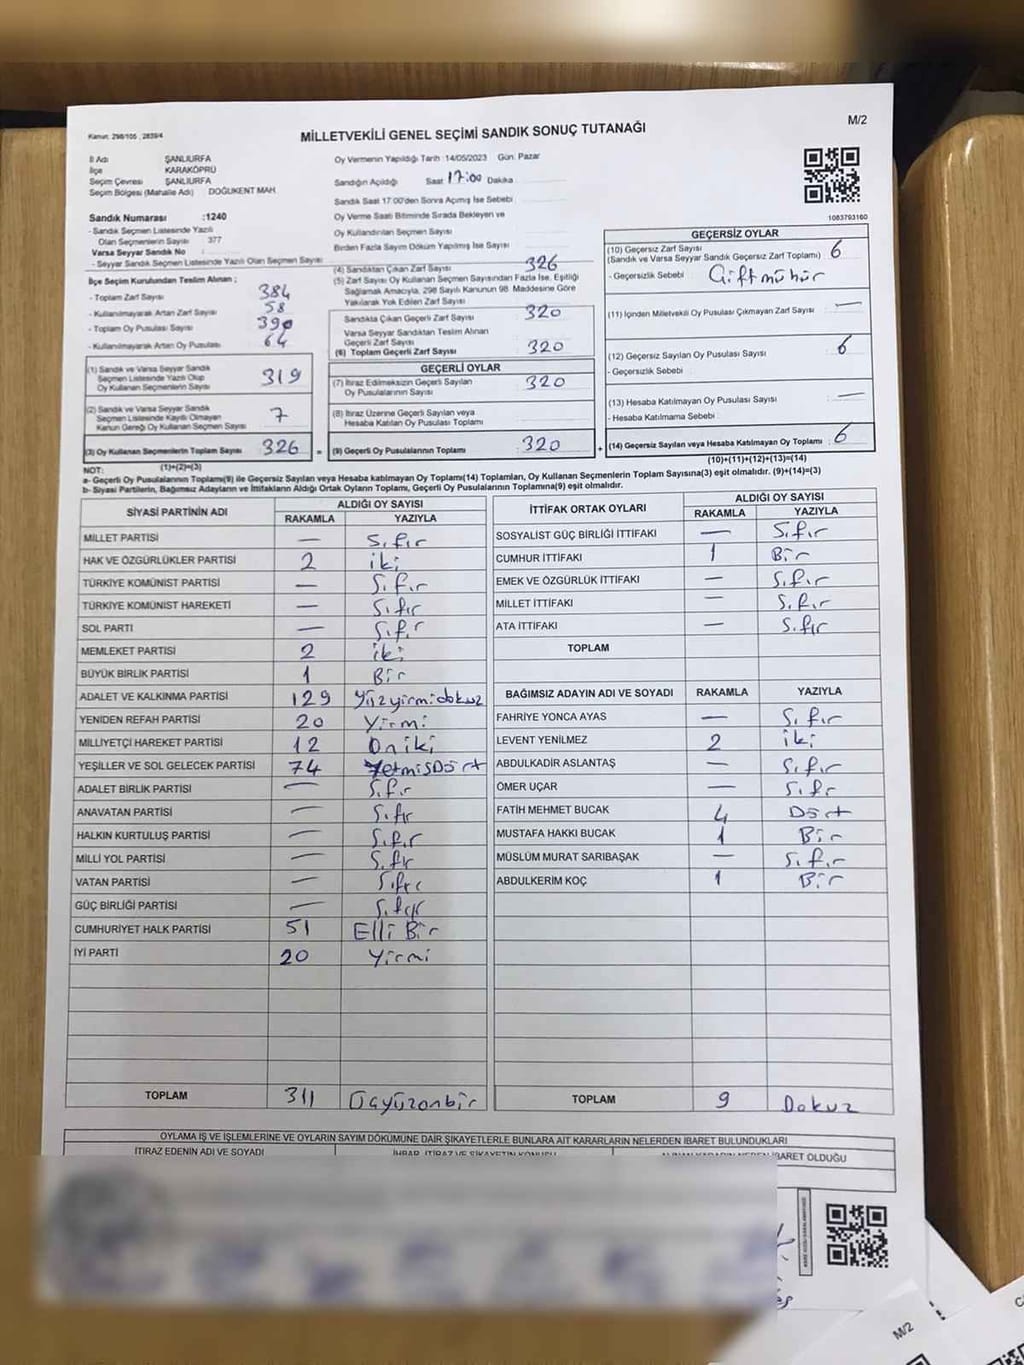 Kanun: 298/105 , 2839/4
MİLLETVEKİLİ GENEL SEÇİMİ SANDIK SONUÇ TUTANAĞI
M/2
İl Adı ŞANLIURFA
İlçe KARAKÖPRÜ
Seçim Çevresi ŞANLIURFA
Seçim Bölgesi (Mahalle Adı) DOĞUKENT MAH.
Sandık Numarası :1240
- Sandık Seçmen Listesinde Yazılı
Olan Seçmenlerin Sayısı 377
Varsa Seyyar Sandık No
- Seyyar Sandık Seçmen Listesinde Yazılı Olan Seçmen Sayısı
İlçe Seçim Kurulundan Teslim Alınan ;
- Toplam Zarf Sayısı 384
- Kullanılmayarak Artan Zarf Sayısı 58
- Toplam Oy Pusulası Sayısı 390
- Kullanılmayarak Artan Oy Pusulası 64
(1) Sandık ve Varsa Seyyar Sandık
Seçmen Listesinde Yazılı Olup
Oy Kullanan Seçmenlerin Sayısı 319
(2) Sandık ve Varsa Seyyar Sandık
Seçmen Listesinde Kayıtlı Olmayan
Kanun Gereği Oy Kullanan Seçmen Sayısı 7
(3) Oy Kullanan Seçmenlerin Toplam Sayısı 326 =
(1)+(2)=(3)
Oy Vermenin Yapıldığı Tarih :14/05/2023 Gün: Pazar
Sandığın Açıldığı Saat 17:00 Dakika
Sandık Saat 17:00'den Sonra Açımış İse Sebebi
Oy Verme Saati Bitiminde Sırada Bekleyen ve
Oy Kullandırılan Seçmen Sayısı
Birden Fazla Sayım Döküm Yapılmış İse Sayısı
(4) Sandıktan Çıkan Zarf Sayısı 326
(5) Zarf Sayısı Oy Kullanan Seçmen Sayısından Fazla İse, Eşitliği
Sağlamak Amacıyla, 298 Sayılı Kanunun 98. Maddesine Göre
Yakılarak Yok Edilen Zarf Sayısı
Sandıkta Çıkan Geçerli Zarf Sayısı 320
Varsa Seyyar Sandıktan Teslim Alınan
Geçerli Zarf Sayısı
(6) Toplam Geçerli Zarf Sayısı 320
GEÇERLİ OYLAR
(7) İtiraz Edilmeksizin Geçerli Sayılan
Oy Pusulalarının Sayısı 320
(8) İtiraz Üzerine Geçerli Sayılan veya
Hesaba Katılan Oy Pusulası Toplamı
(9) Geçerli Oy Pusulalarının Toplamı 320 +
1083793160
GEÇERSİZ OYLAR
(10) Geçersiz Zarf Sayısı 6
(Sandık ve Varsa Seyyar Sandık Geçersiz Zarf Toplamı)
- Geçersizlik Sebebi Çift mühür
(11) İçinden Milletvekili Oy Pusulası Çıkmayan Zarf Sayısı —
(12) Geçersiz Sayılan Oy Pusulası Sayısı 6
- Geçersizlik Sebebi
(13) Hesaba Katılmayan Oy Pusulası Sayısı —
- Hesaba Katılmama Sebebi
(14) Geçersiz Sayılan veya Hesaba Katılmayan Oy Toplamı 6
(10)+(11)+(12)+(13)=(14)
NOT:
a- Geçerli Oy Pusulalarının Toplamı(9) ile Geçersiz Sayılan veya Hesaba katılmayan Oy Toplamı(14) Toplamları, Oy Kullanan Seçmenlerin Toplam Sayısına(3) eşit olmalıdır. (9)+(14)=(3)
b- Siyasi Partilerin, Bağımsız Adayların ve İttifakların Aldığı Ortak Oyların Toplamı, Geçerli Oy Pusulalarının Toplamına(9) eşit olmalıdır.
SİYASİ PARTİNİN ADI ALDIĞI OY SAYISI
RAKAMLA YAZIYLA
MİLLET PARTİSİ — Sıfır
HAK VE ÖZGÜRLÜKLER PARTİSİ 2 iki
TÜRKİYE KOMÜNİST PARTİSİ — Sıfır
TÜRKİYE KOMÜNİST HAREKETİ — Sıfır
SOL PARTİ — Sıfır
MEMLEKET PARTİSİ 2 iki
BÜYÜK BİRLİK PARTİSİ 1 Bir
ADALET VE KALKINMA PARTİSİ 129 Yüzyirmidokuz
YENİDEN REFAH PARTİSİ 20 Yirmi
MİLLİYETÇİ HAREKET PARTİSİ 12 Oniki
YEŞİLLER VE SOL GELECEK PARTİSİ 74 YetmişDört
ADALET BİRLİK PARTİSİ — Sıfır
ANAVATAN PARTİSİ — Sıfır
HALKIN KURTULUŞ PARTİSİ — Sıfır
MİLLİ YOL PARTİSİ — Sıfır
VATAN PARTİSİ — Sıfır
GÜÇ BİRLİĞİ PARTİSİ — Sıfır
CUMHURİYET HALK PARTİSİ 51 Elli Bir
İYİ PARTİ 20 Yirmi
TOPLAM 311 Üçyüzonbir
İTTİFAK ORTAK OYLARI ALDIĞI OY SAYISI
RAKAMLA YAZIYLA
SOSYALİST GÜÇ BİRLİĞİ İTTİFAKI — Sıfır
CUMHUR İTTİFAKI 1 Bir
EMEK VE ÖZGÜRLÜK İTTİFAKI — Sıfır
MİLLET İTTİFAKI — Sıfır
ATA İTTİFAKI — Sıfır
TOPLAM
BAĞIMSIZ ADAYIN ADI VE SOYADI RAKAMLA YAZIYLA
FAHRİYE YONCA AYAS — Sıfır
LEVENT YENİLMEZ 2 iki
ABDULKADİR ASLANTAŞ — Sıfır
ÖMER UÇAR — Sıfır
FATİH MEHMET BUCAK 4 Dört
MUSTAFA HAKKI BUCAK 1 Bir
MÜSLÜM MURAT SARIBAŞAK — Sıfır
ABDULKERİM KOÇ 1 Bir
TOPLAM 9 Dokuz
OYLAMA İŞ VE İŞLEMLERİNE VE OYLARIN SAYIM DÖKÜMÜNE DAİR ŞİKAYETLERLE BUNLARA AİT KARARLARIN NELERDEN İBARET BULUNDUKLARI
İTİRAZ EDENİN ADI VE SOYADI İHBAR, İTİRAZ VE ŞİKAYETİN KONUSU İBARET OLDUĞU
M/2